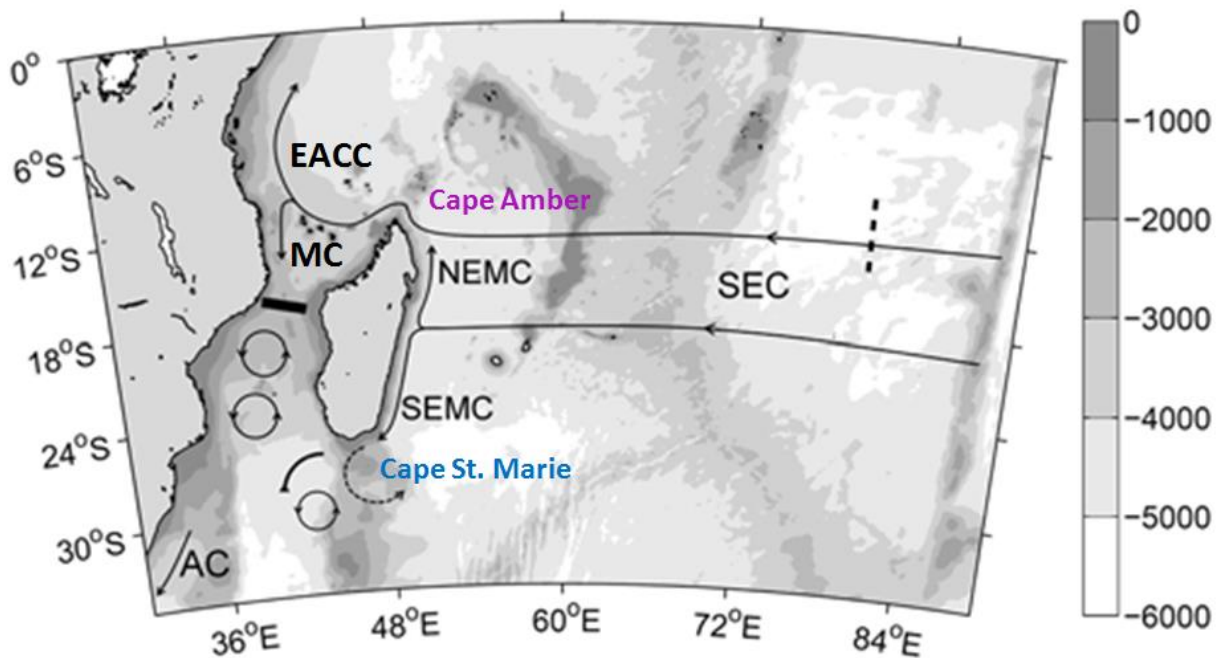 0°
6°S
12°S
18°S
24°S
30°S
36°E
48°E
60°E
72°E
84°E
EACC
Cape Amber
MC
NEMC
SEC
SEMC
Cape St. Marie
AC
0
−1000
−2000
−3000
−4000
−5000
−6000